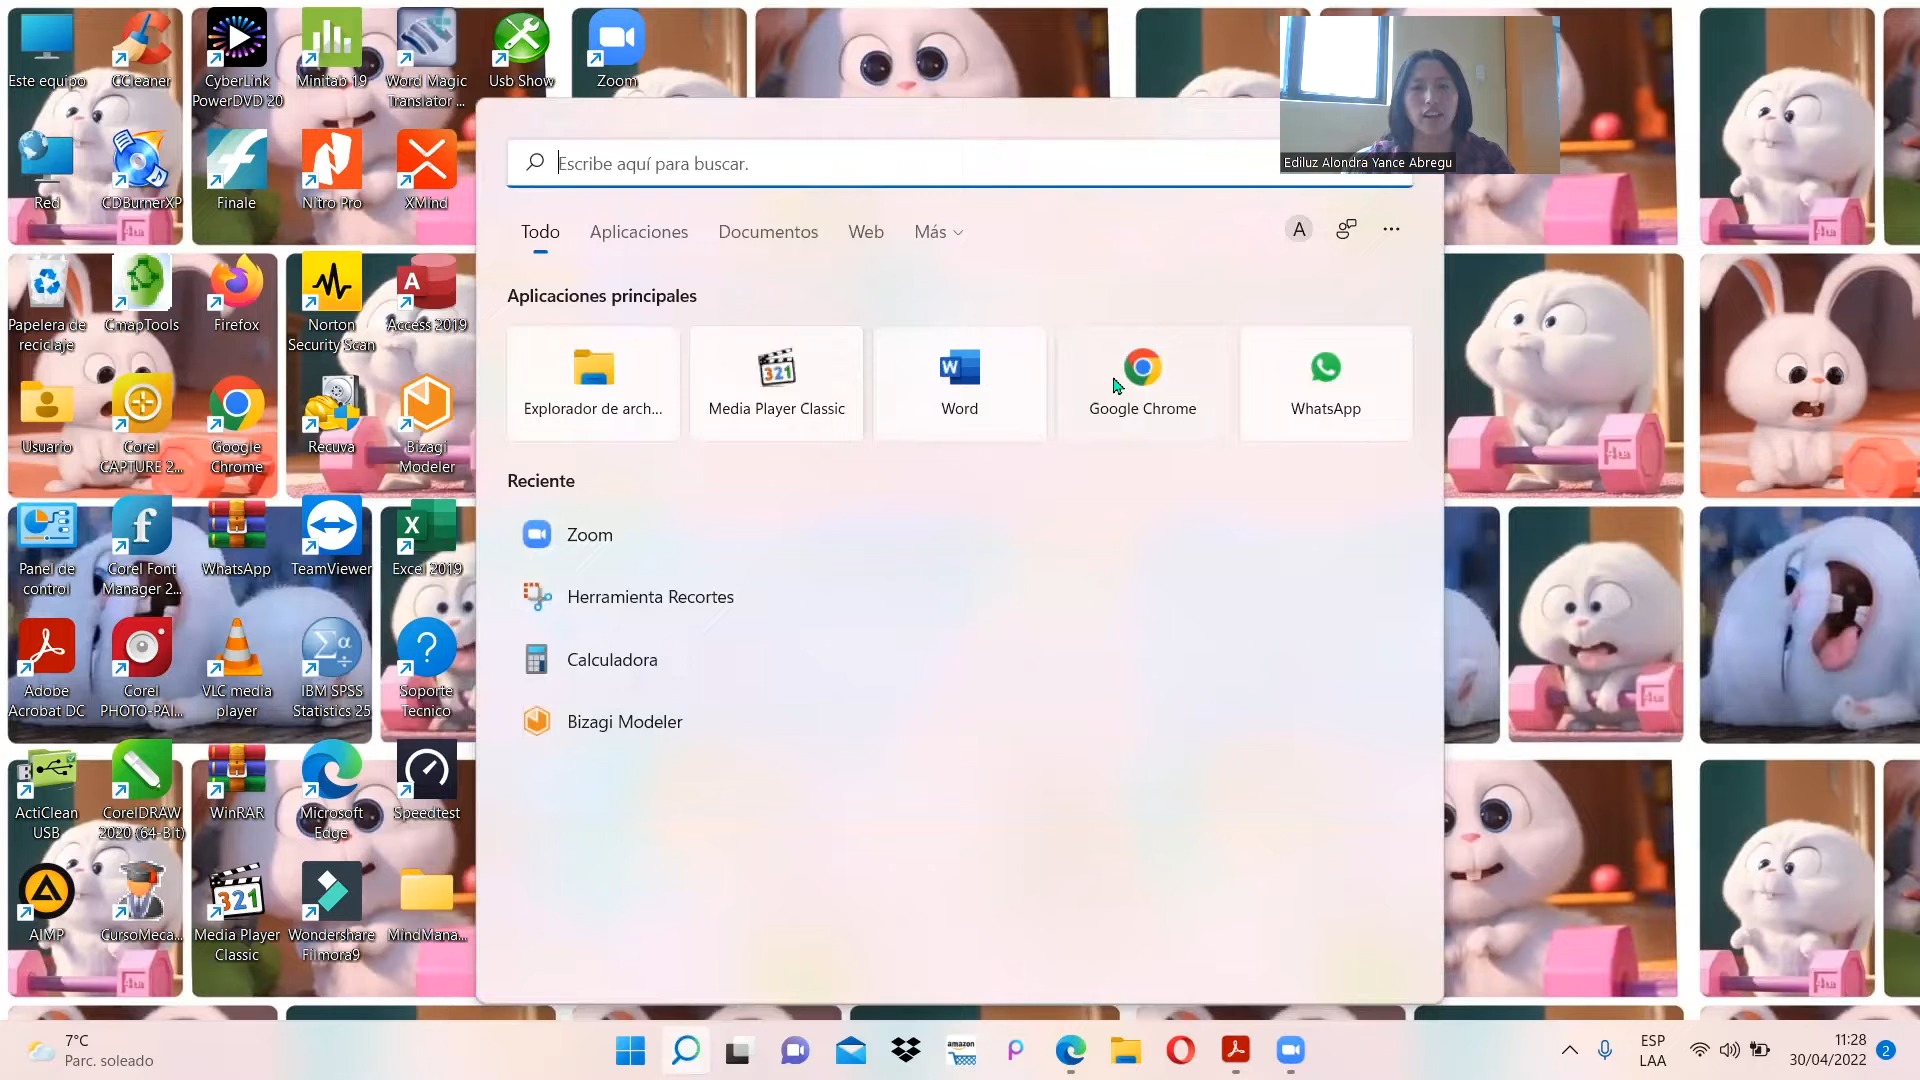 Este equipo
CCleaner
CyberLink
PowerDVD 20
Minitab 19
Word Magic
Translator ...
Usb Show
Zoom
Red
CDBurnerXP
Finale
Nitro Pro
XMind
Papelera de
reciclaje
CmapTools
Firefox
Norton
Security Scan
Access 2019
Usuario
Corel
CAPTURE 2...
Google
Chrome
Recuva
Bizagi
Modeler
Panel de
control
Corel Font
Manager 2...
WhatsApp
TeamViewer
Excel 2019
Adobe
Acrobat DC
Corel
PHOTO-PAI...
VLC media
player
IBM SPSS
Statistics 25
Soporte
Tecnico
ActiClean
USB
CorelDRAW
2020 (64-Bit)
WinRAR
Microsoft
Edge
Speedtest
AIMP
CursoMeca...
Media Player
Classic
Wondershare
Filmora9
MindMana...
Escribe aquí para buscar.
Ediluz Alondra Yance Abregu
Todo
Aplicaciones
Documentos
Web
Más
A
Aplicaciones principales
Explorador de arch...
321
Media Player Classic
Word
Google Chrome
WhatsApp
Reciente
Zoom
Herramienta Recortes
Calculadora
Bizagi Modeler
7°C
Parc. soleado
amazon
ESP
LAA
11:28
30/04/2022
2